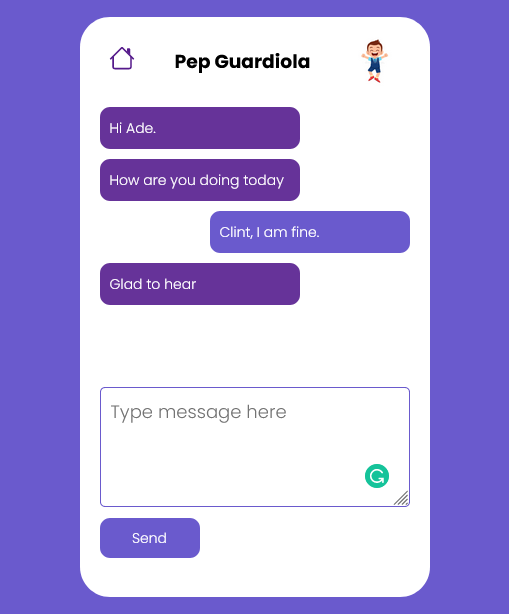 Pep Guardiola
Hi Ade.
How are you doing today
Clint, I am fine.
Glad to hear
Type message here
Send